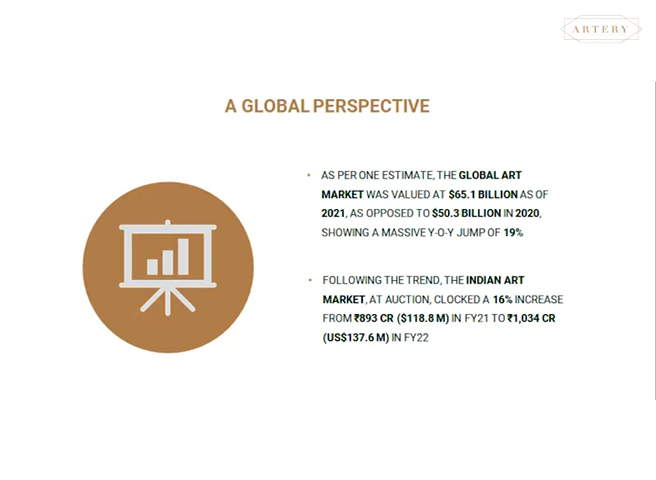 ARTERY
A GLOBAL PERSPECTIVE
• AS PER ONE ESTIMATE, THE GLOBAL ART
MARKET WAS VALUED AT $65.1 BILLION AS OF
2021, AS OPPOSED TO $50.3 BILLION IN 2020,
SHOWING A MASSIVE Y-O-Y JUMP OF 19%
• FOLLOWING THE TREND, THE INDIAN ART
MARKET, AT AUCTION, CLOCKED A 16% INCREASE
FROM ₹893 CR ($118.8 M) IN FY21 TO ₹1,034 CR
(US$137.6 M) IN FY22